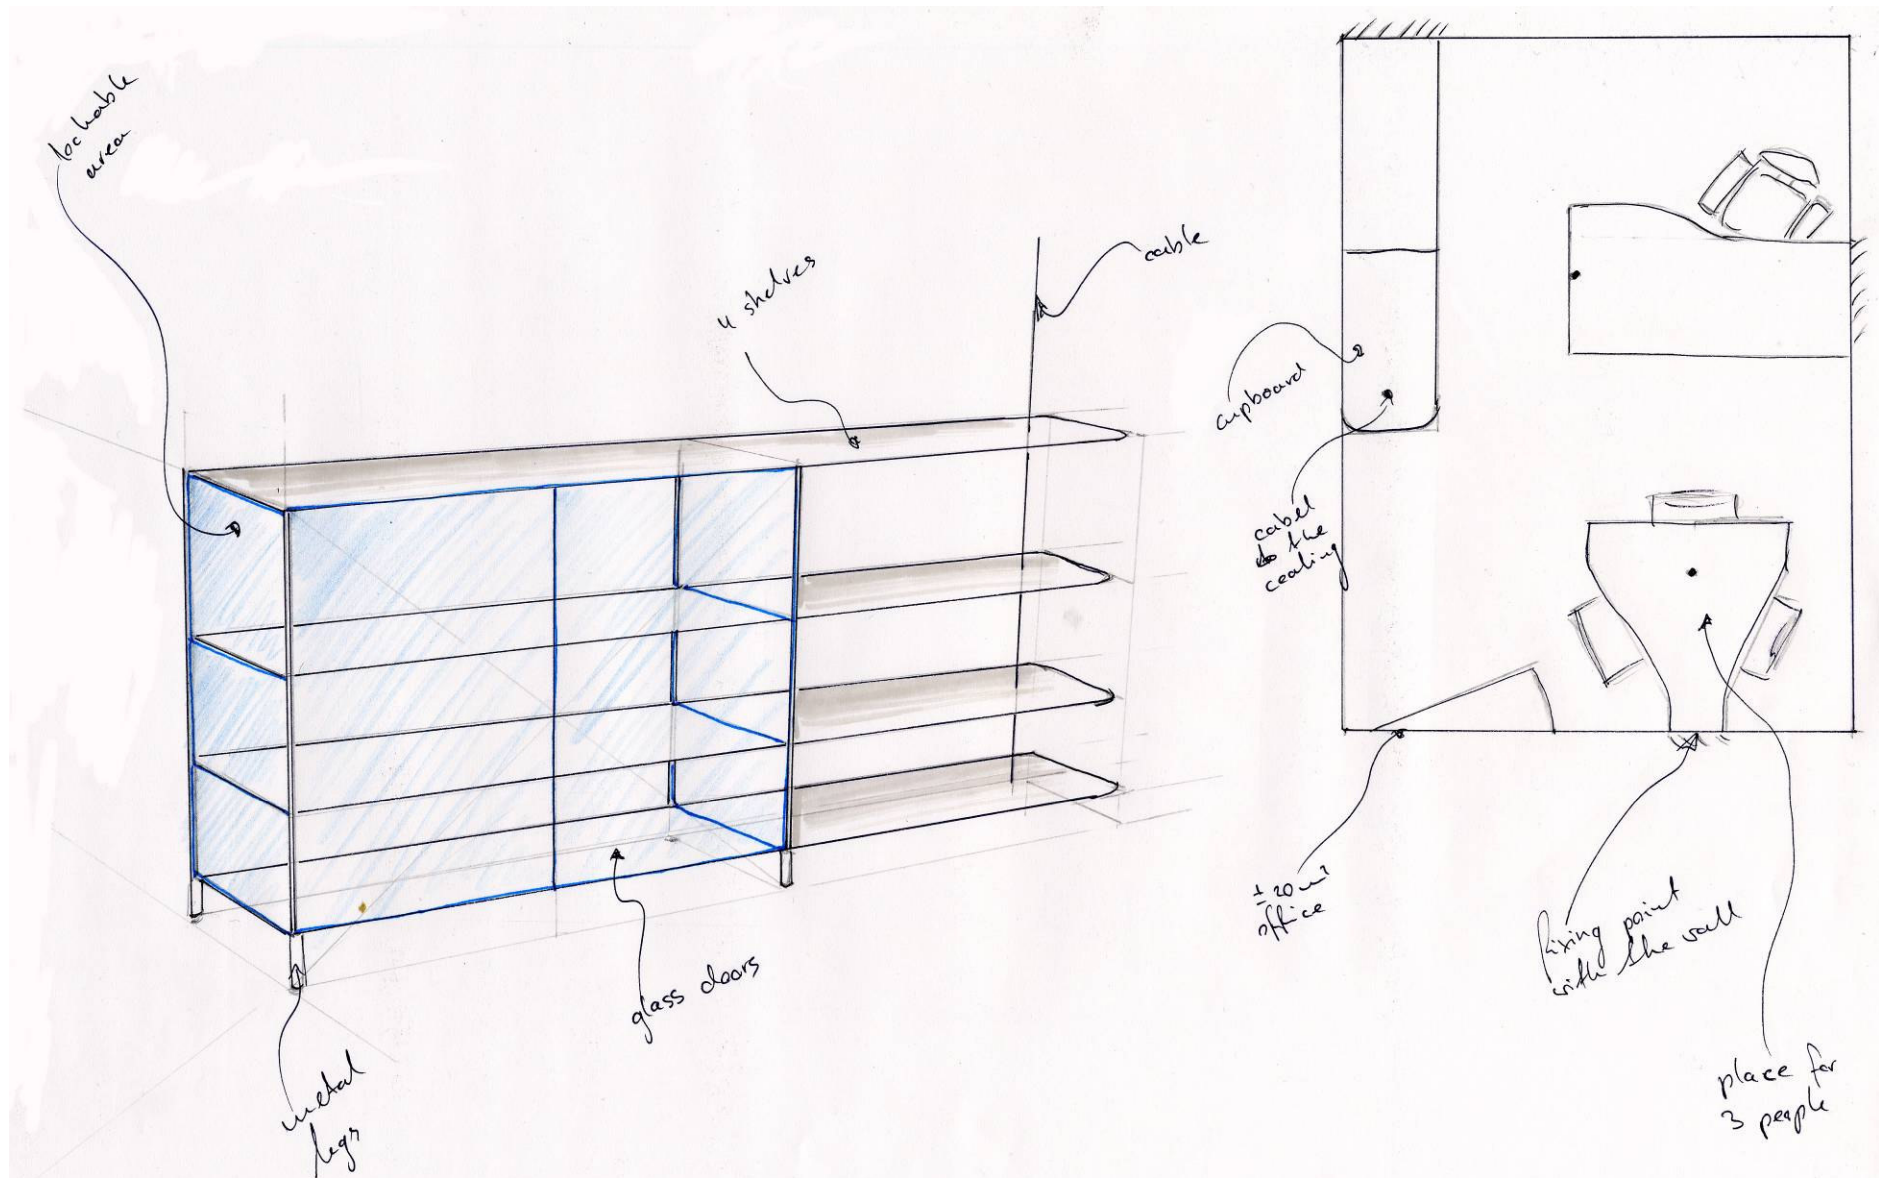 lockable
area
4 shelves
cable
glass doors
metal
legs
cupboard
cabel
to the
ceiling
± 20 m²
office
fixing point
with the wall
place for
3 people